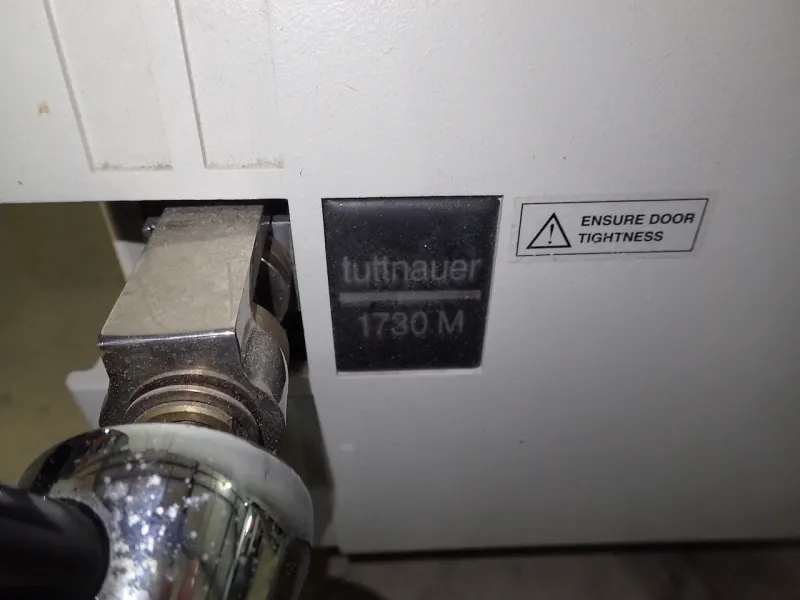 tuttnauer
1730 M
ENSURE DOOR
TIGHTNESS